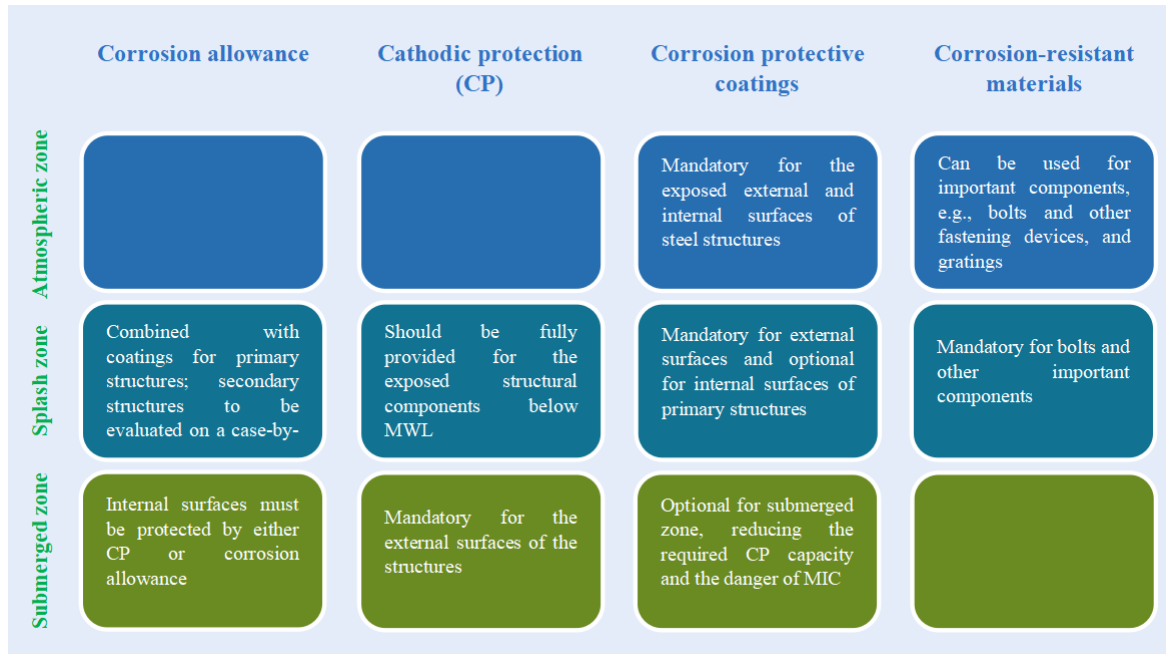 Corrosion allowance
Cathodic protection
(CP)
Corrosion protective
coatings
Corrosion-resistant
materials
Atmospheric zone
Mandatory for the
exposed external and
internal surfaces of
steel structures
Can be used for
important components,
e.g., bolts and other
fastening devices, and
gratings
Splash zone
Combined with
coatings for primary
structures; secondary
structures to be
evaluated on a case-by-
Should be fully
provided for the
exposed structural
components below
MWL
Mandatory for external
surfaces and optional
for internal surfaces of
primary structures
Mandatory for bolts and
other important
components
Submerged zone
Internal surfaces must
be protected by either
CP or corrosion
allowance
Mandatory for the
external surfaces of the
structures
Optional for submerged
zone, reducing the
required CP capacity
and the danger of MIC